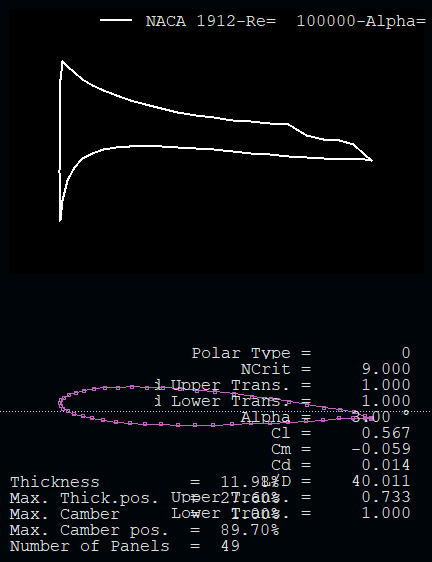 NACA 1912-Re= 100000-Alpha=
Polar Type = 0
NCrit = 9.000
Upper Trans. = 1.000
Lower Trans. = 1.000
Alpha = °
Cl = 0.567
Cm = -0.059
Cd = 0.014
L/D = 40.011
Thickness = 11.98%
Max. Thick.pos. = 27.60%
Upper Trans. = 0.733
Max. Camber = 1.00%
Lower Trans. = 1.000
Max. Camber pos. = 89.70%
Number of Panels = 49